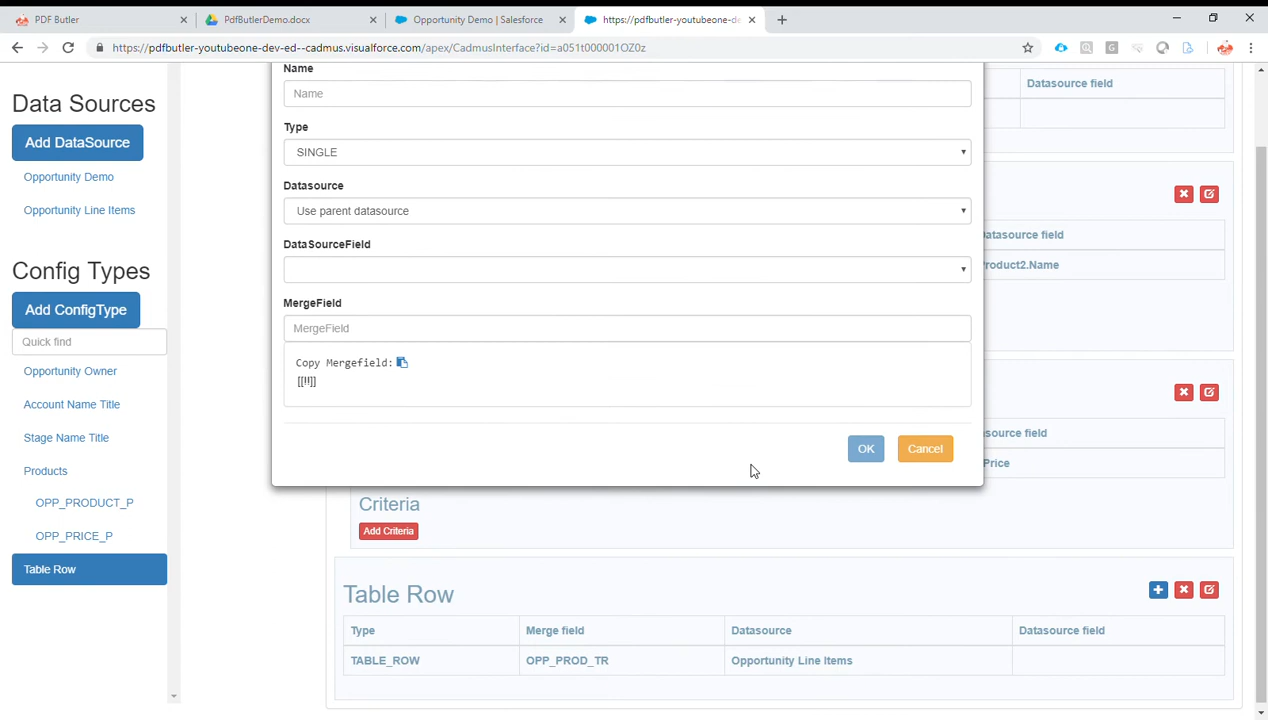 PDF Butler
PdfButlerDemo.docx
Opportunity Demo | Salesforce
https://pdfbutler-youtubeone-de
https://pdfbutler-youtubeone-dev-ed--cadmus.visualforce.com/apex/CadmusInterface?id=a051t000001OZ0z
Data Sources
Add DataSource
Opportunity Demo
Opportunity Line Items
Config Types
Add ConfigType
Quick find
Opportunity Owner
Account Name Title
Stage Name Title
Products
OPP_PRODUCT_P
OPP_PRICE_P
Table Row
Name
Name
Type
SINGLE
Datasource
Use parent datasource
DataSourceField
MergeField
MergeField
Copy Mergefield:
[[!!]]
OK
Cancel
Datasource field
Datasource field
Product2.Name
source field
Price
Criteria
Add Criteria
Table Row
Type
Merge field
Datasource
Datasource field
TABLE_ROW
OPP_PROD_TR
Opportunity Line Items